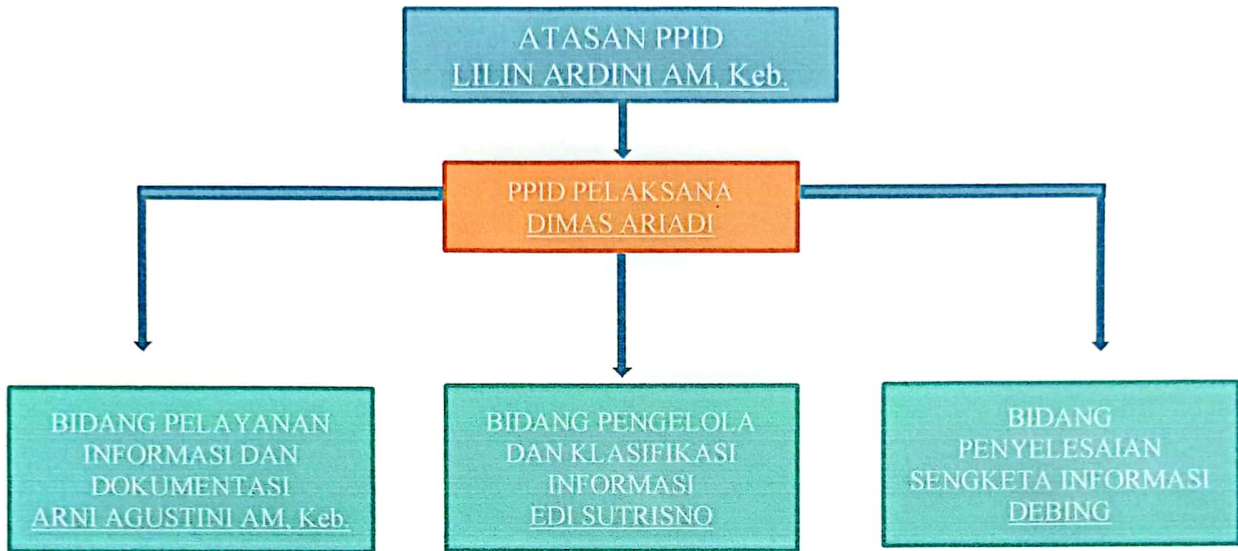 ATASAN PPID
LILIN ARDINI AM, Keb.
PPID PELAKSANA
DIMAS ARIADI
BIDANG PELAYANAN
INFORMASI DAN
DOKUMENTASI
ARNI AGUSTINI AM, Keb.
BIDANG PENGELOLA
DAN KLASIFIKASI
INFORMASI
EDI SUTRISNO
BIDANG
PENYELESAIAN
SENGKETA INFORMASI
DEBING